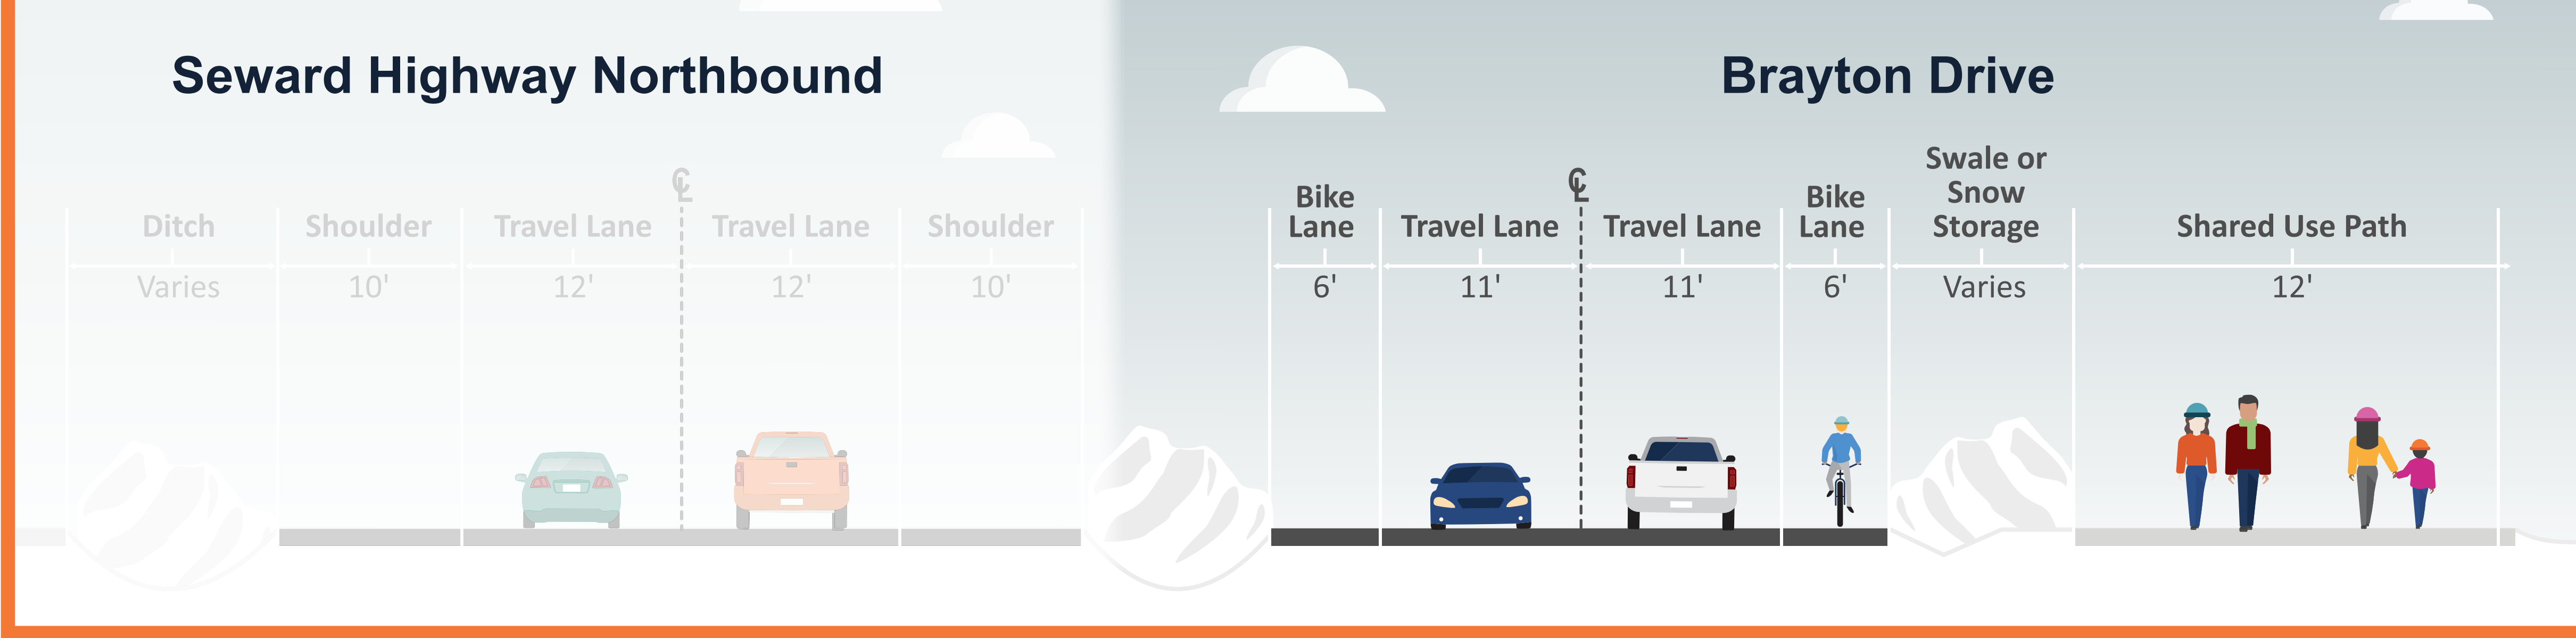 Seward Highway Northbound
Brayton Drive
℄
Ditch
Shoulder
Travel Lane
Travel Lane
Shoulder
Varies
10'
12'
12'
10'
℄
Bike
Lane
Travel Lane
Travel Lane
Bike
Lane
Swale or
Snow
Storage
Shared Use Path
6'
11'
11'
6'
Varies
12'